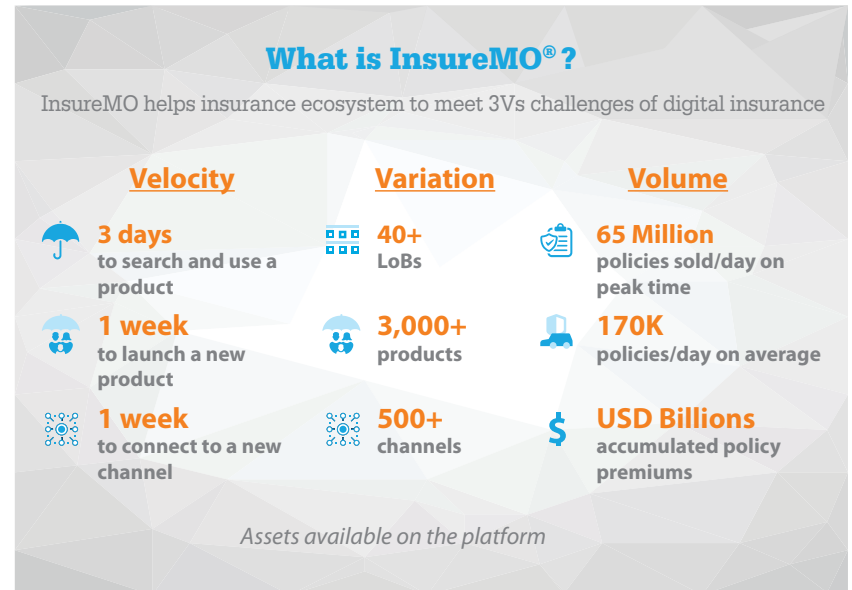 What is InsureMO® ?
InsureMO helps insurance ecosystem to meet 3Vs challenges of digital insurance
Velocity
3 days
to search and use a
product
1 week
to launch a new
product
1 week
to connect to a new
channel
Variation
40+
LoBs
3,000+
products
500+
channels
Volume
65 Million
policies sold/day on
peak time
170K
policies/day on average
USD Billions
accumulated policy
premiums
Assets available on the platform